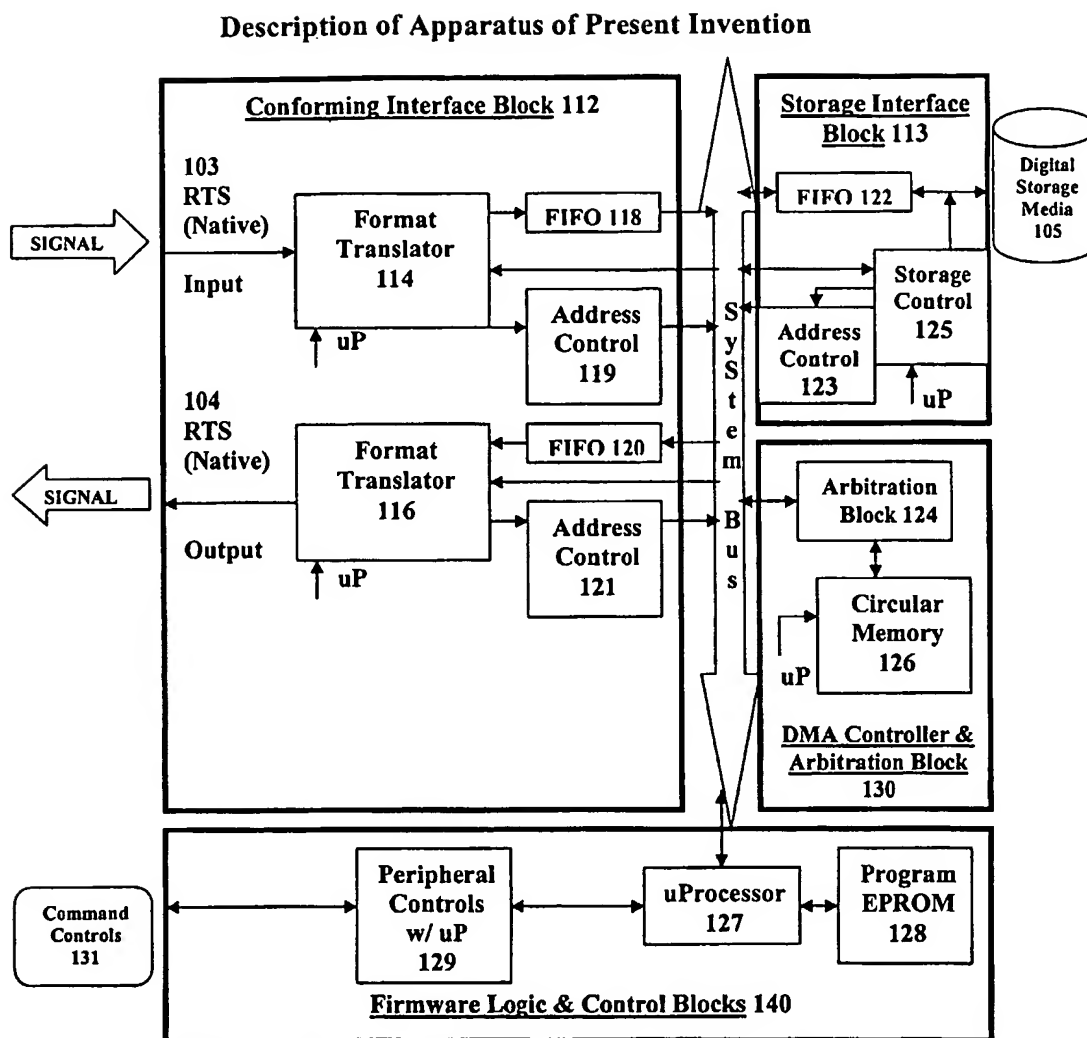 Description of Apparatus of Present Invention
Conforming Interface Block 112
103
RTS
(Native)
Input
SIGNAL
Format
Translator
114
uP
FIFO 118
Address
Control
119
104
RTS
(Native)
Output
SIGNAL
Format
Translator
116
uP
FIFO 120
Address
Control
121
SyStem Bus
Storage Interface
Block 113
FIFO 122
Storage
Control
125
Address
Control
123
uP
Digital
Storage
Media
105
Arbitration
Block 124
Circular
Memory
126
uP
DMA Controller &
Arbitration Block
130
Command
Controls
131
Peripheral
Controls
w/ uP
129
uProcessor
127
Program
EPROM
128
Firmware Logic & Control Blocks 140